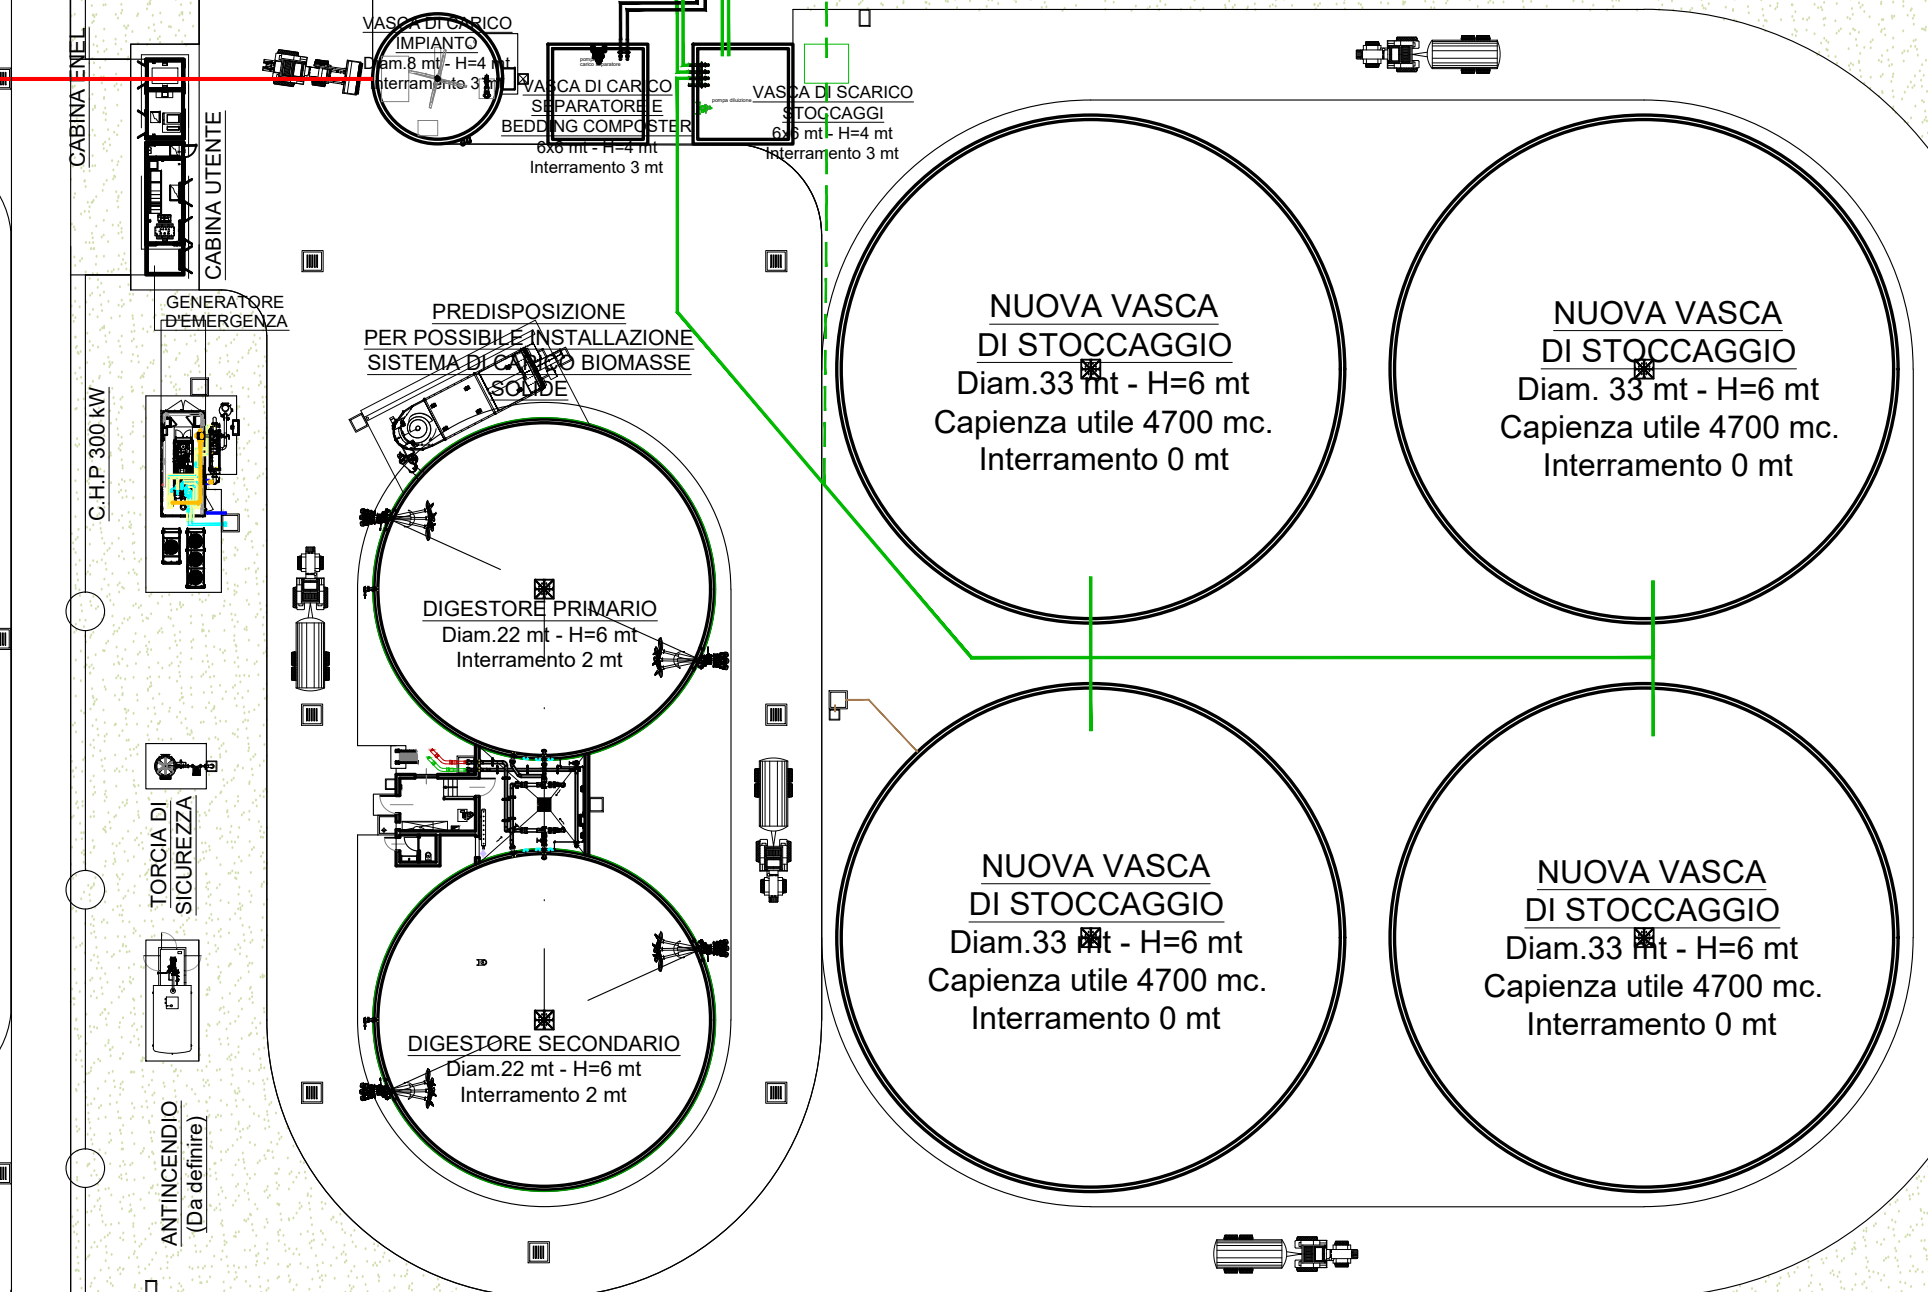 VASCA DI CARICO
IMPIANTO
Diam.8 mt - H=4 mt
Interramento 3 mt
pompa
carico separatore
VASCA DI CARICO
SEPARATORE E
BEDDING COMPOSTER
6x6 mt - H=4 mt
Interramento 3 mt
pompa diluizione
VASCA DI SCARICO
STOCCAGGI
6x6 mt - H=4 mt
Interramento 3 mt
CABINA ENEL
CABINA UTENTE
GENERATORE
D'EMERGENZA
PREDISPOSIZIONE
PER POSSIBILE INSTALLAZIONE
SISTEMA DI CARICO BIOMASSE
SOLIDE
C.H.P 300 kW
NUOVA VASCA
DI STOCCAGGIO
Diam.33 mt - H=6 mt
Capienza utile 4700 mc.
Interramento 0 mt
NUOVA VASCA
DI STOCCAGGIO
Diam. 33 mt - H=6 mt
Capienza utile 4700 mc.
Interramento 0 mt
DIGESTORE PRIMARIO
Diam.22 mt - H=6 mt
Interramento 2 mt
TORCIA DI
SICUREZZA
NUOVA VASCA
DI STOCCAGGIO
Diam.33 mt - H=6 mt
Capienza utile 4700 mc.
Interramento 0 mt
NUOVA VASCA
DI STOCCAGGIO
Diam.33 mt - H=6 mt
Capienza utile 4700 mc.
Interramento 0 mt
DIGESTORE SECONDARIO
Diam.22 mt - H=6 mt
Interramento 2 mt
ANTINCENDIO
(Da definire)